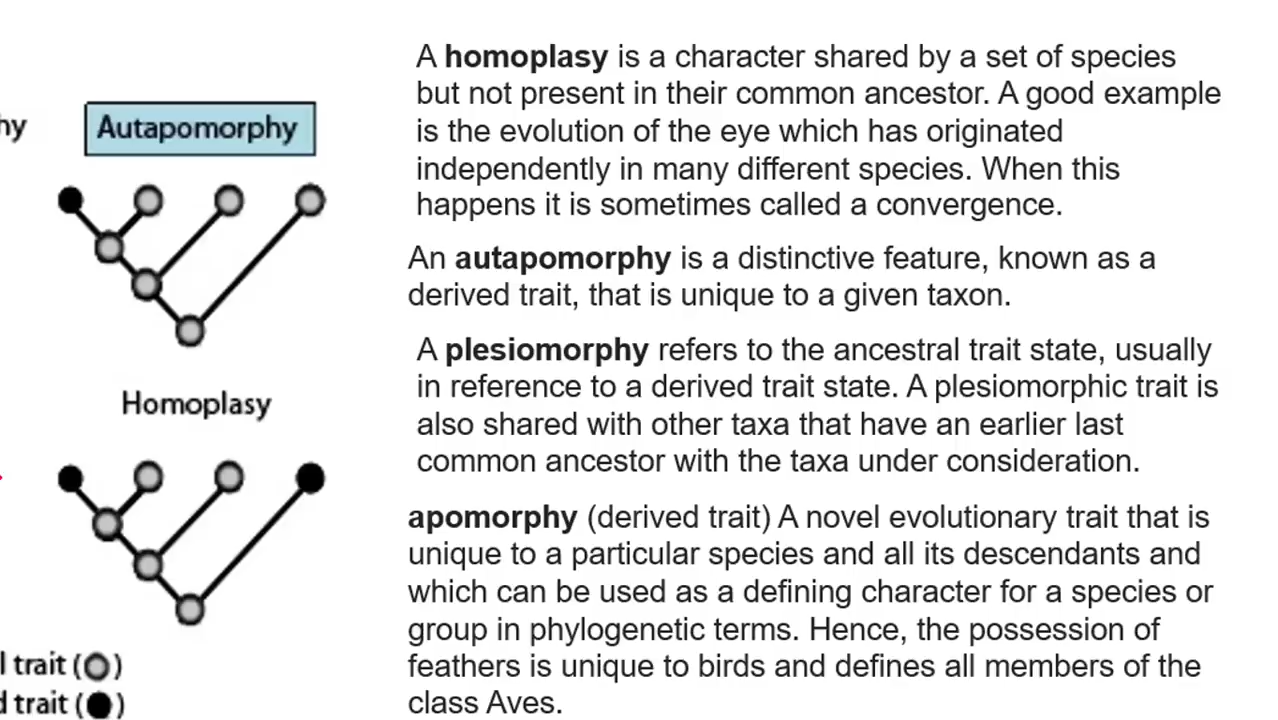 hy
Autapomorphy
Homoplasy
l trait ( )
d trait ( )
A homoplasy is a character shared by a set of species
but not present in their common ancestor. A good example
is the evolution of the eye which has originated
independently in many different species. When this
happens it is sometimes called a convergence.
An autapomorphy is a distinctive feature, known as a
derived trait, that is unique to a given taxon.
A plesiomorphy refers to the ancestral trait state, usually
in reference to a derived trait state. A plesiomorphic trait is
also shared with other taxa that have an earlier last
common ancestor with the taxa under consideration.
apomorphy (derived trait) A novel evolutionary trait that is
unique to a particular species and all its descendants and
which can be used as a defining character for a species or
group in phylogenetic terms. Hence, the possession of
feathers is unique to birds and defines all members of the
class Aves.